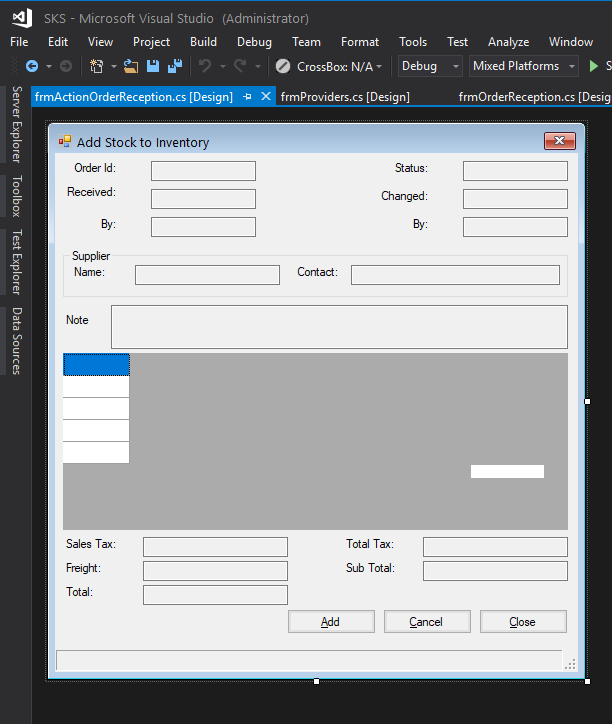 SKS - Microsoft Visual Studio (Administrator)
File Edit View Project Build Debug Team Format Tools Test Analyze Window
CrossBox: N/A Debug Mixed Platforms S
frmActionOrderReception.cs [Design] frmProviders.cs [Design] frmOrderReception.cs [Desig
Server Explorer
Toolbox
Test Explorer
Data Sources
Add Stock to Inventory
Order Id: Status:
Received: Changed:
By: By:
Supplier
Name: Contact:
Note
Sales Tax: Total Tax:
Freight: Sub Total:
Total:
Add Cancel Close